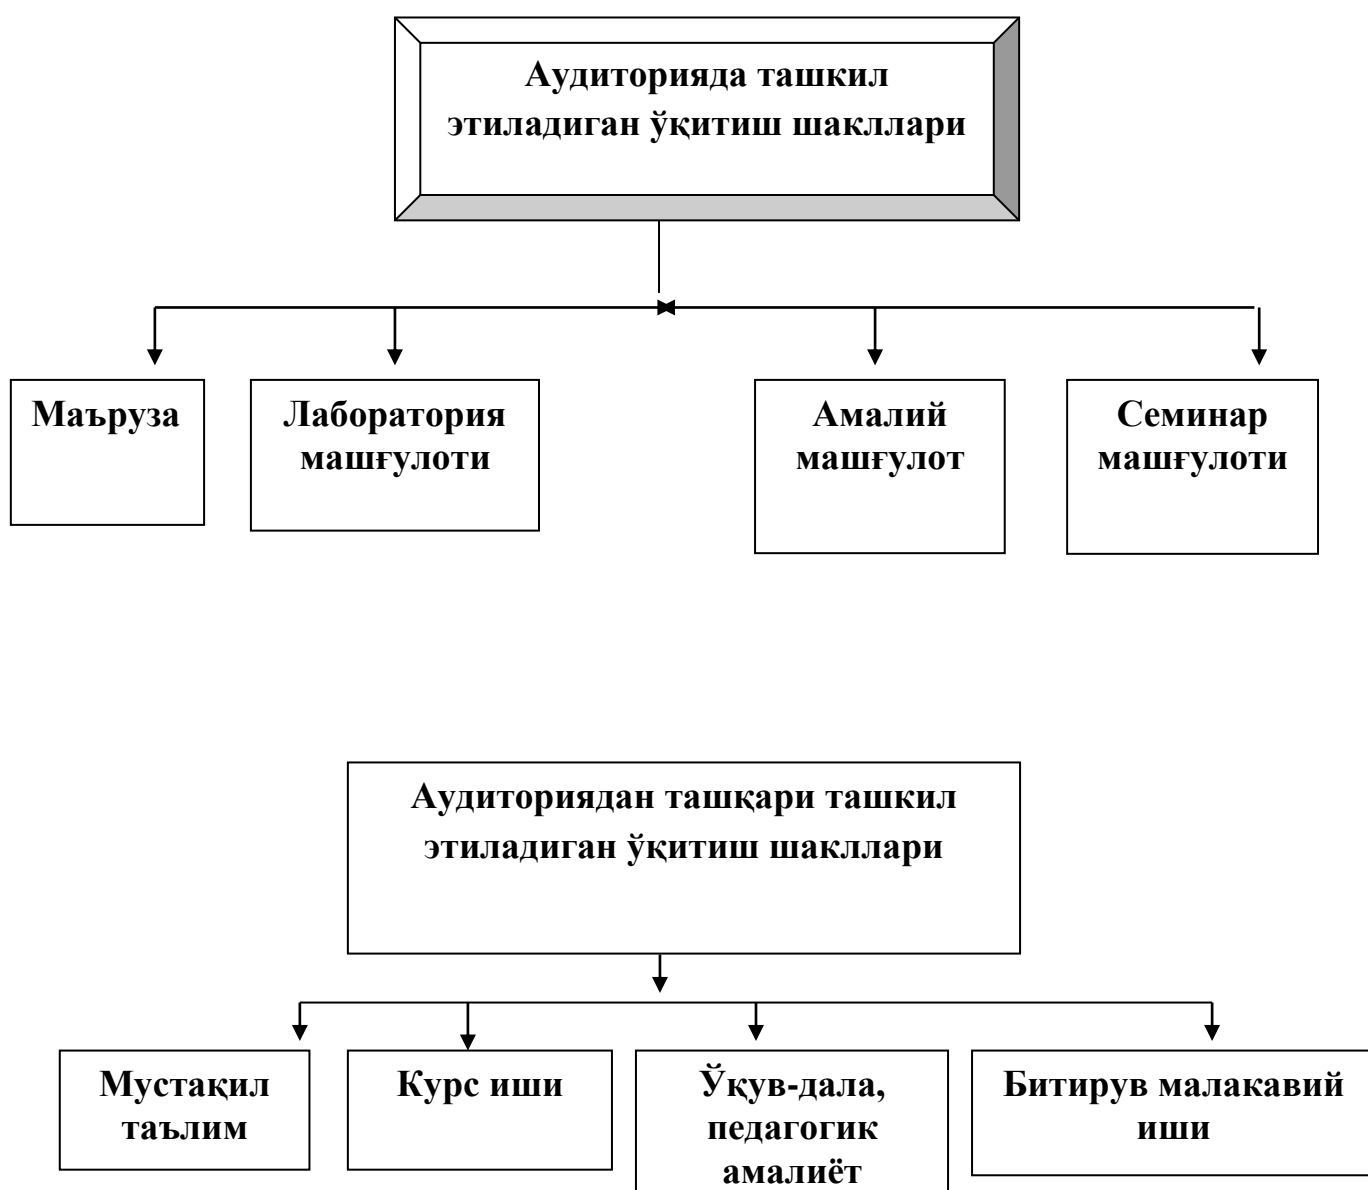 Аудиторияда ташкил
этиладиган ўқитиш шакллари
Маъруза
Лаборатория
машғулоти
Амалий
машғулот
Семинар
машғулоти
Аудиториядан ташқари ташкил
этиладиган ўқитиш шакллари
Мустақил
таълим
Курс иши
Ўқув-дала,
педагогик
амалиёт
Битирув малакавий
иши